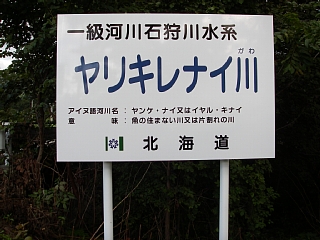 一級河川石狩川水系
ヤリキレナイ川
がわ
アイヌ語河川名：ヤンケ・ナイ又はイヤル・キナイ
意味：魚の住まない川又は片割れの川
北海道